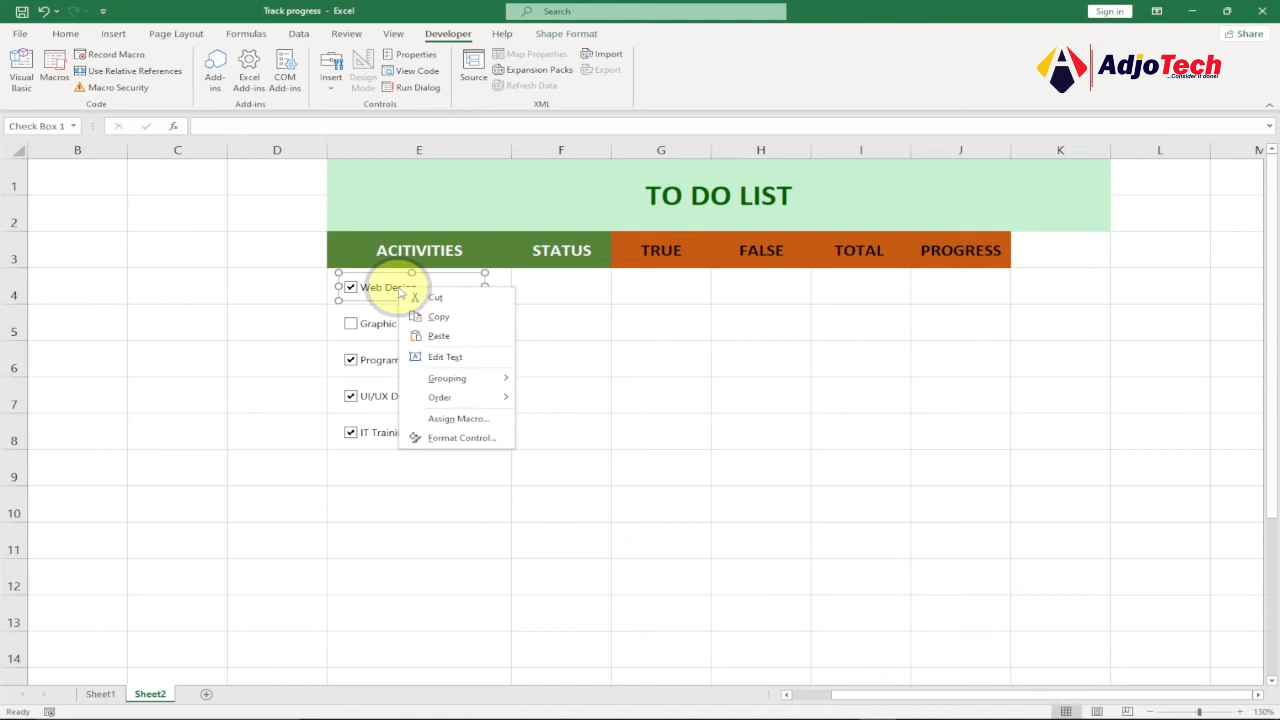 Track progress - Excel
Search
Sign in
File Home Insert Page Layout Formulas Data Review View Developer Help Shape Format
Share
Visual Basic
Macros
Record Macro
Use Relative References
Macro Security
Code
Add-ins
Excel Add-ins
COM Add-ins
Add-ins
Insert
Design Mode
Properties
View Code
Run Dialog
Controls
Source
Map Properties
Expansion Packs
Refresh Data
Import
Export
XML
AdjoTech
...Consider it done!
Check Box 1
fx
B C D E F G H I J K L M
1
TO DO LIST
2
3 ACITIVITIES STATUS TRUE FALSE TOTAL PROGRESS
4 Web Design
5 Graphic
6 Program
7 UI/UX D
8 IT Traini
9
10
11
12
13
14
Cut
Copy
Paste
Edit Text
Grouping
Order
Assign Macro...
Format Control...
Sheet1 Sheet2
Ready
130%